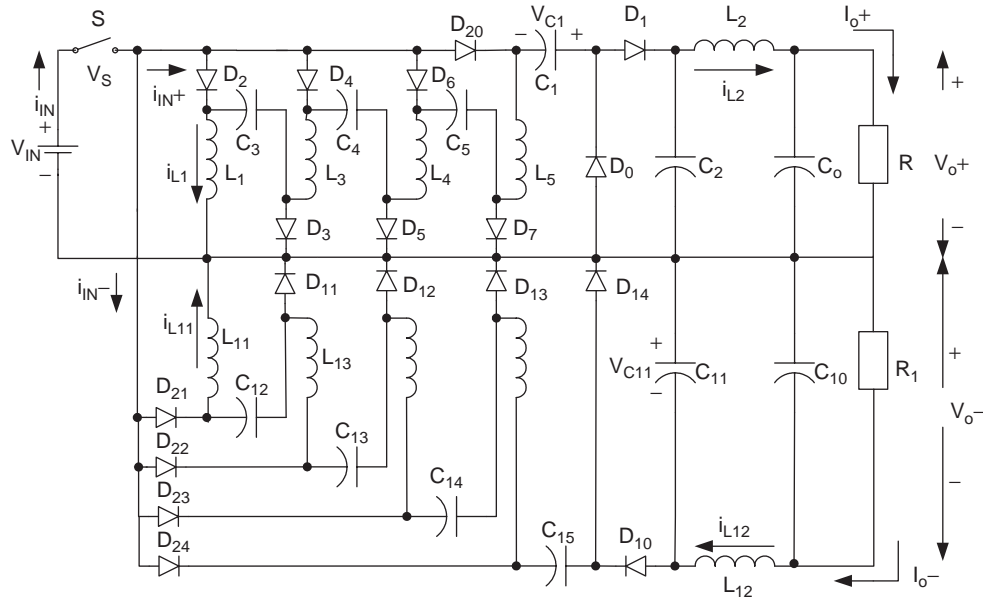 S
V_S
i_IN
+
V_IN
−
i_IN+
D_2
D_4
D_6
D_20
− V_C1 +
C_1
D_1
L_2
i_L2
I_o+
C_3
C_4
C_5
i_L1
L_1
L_3
L_4
L_5
D_0
C_2
C_o
R
+
V_o+
−
D_3
D_5
D_7
i_IN−
D_11
D_12
D_13
D_14
i_L11
L_11
L_13
+
V_C11
−
C_11
C_10
R_1
+
V_o−
−
D_21
C_12
D_22
C_13
D_23
C_14
D_24
C_15
D_10
i_L12
L_12
I_o−